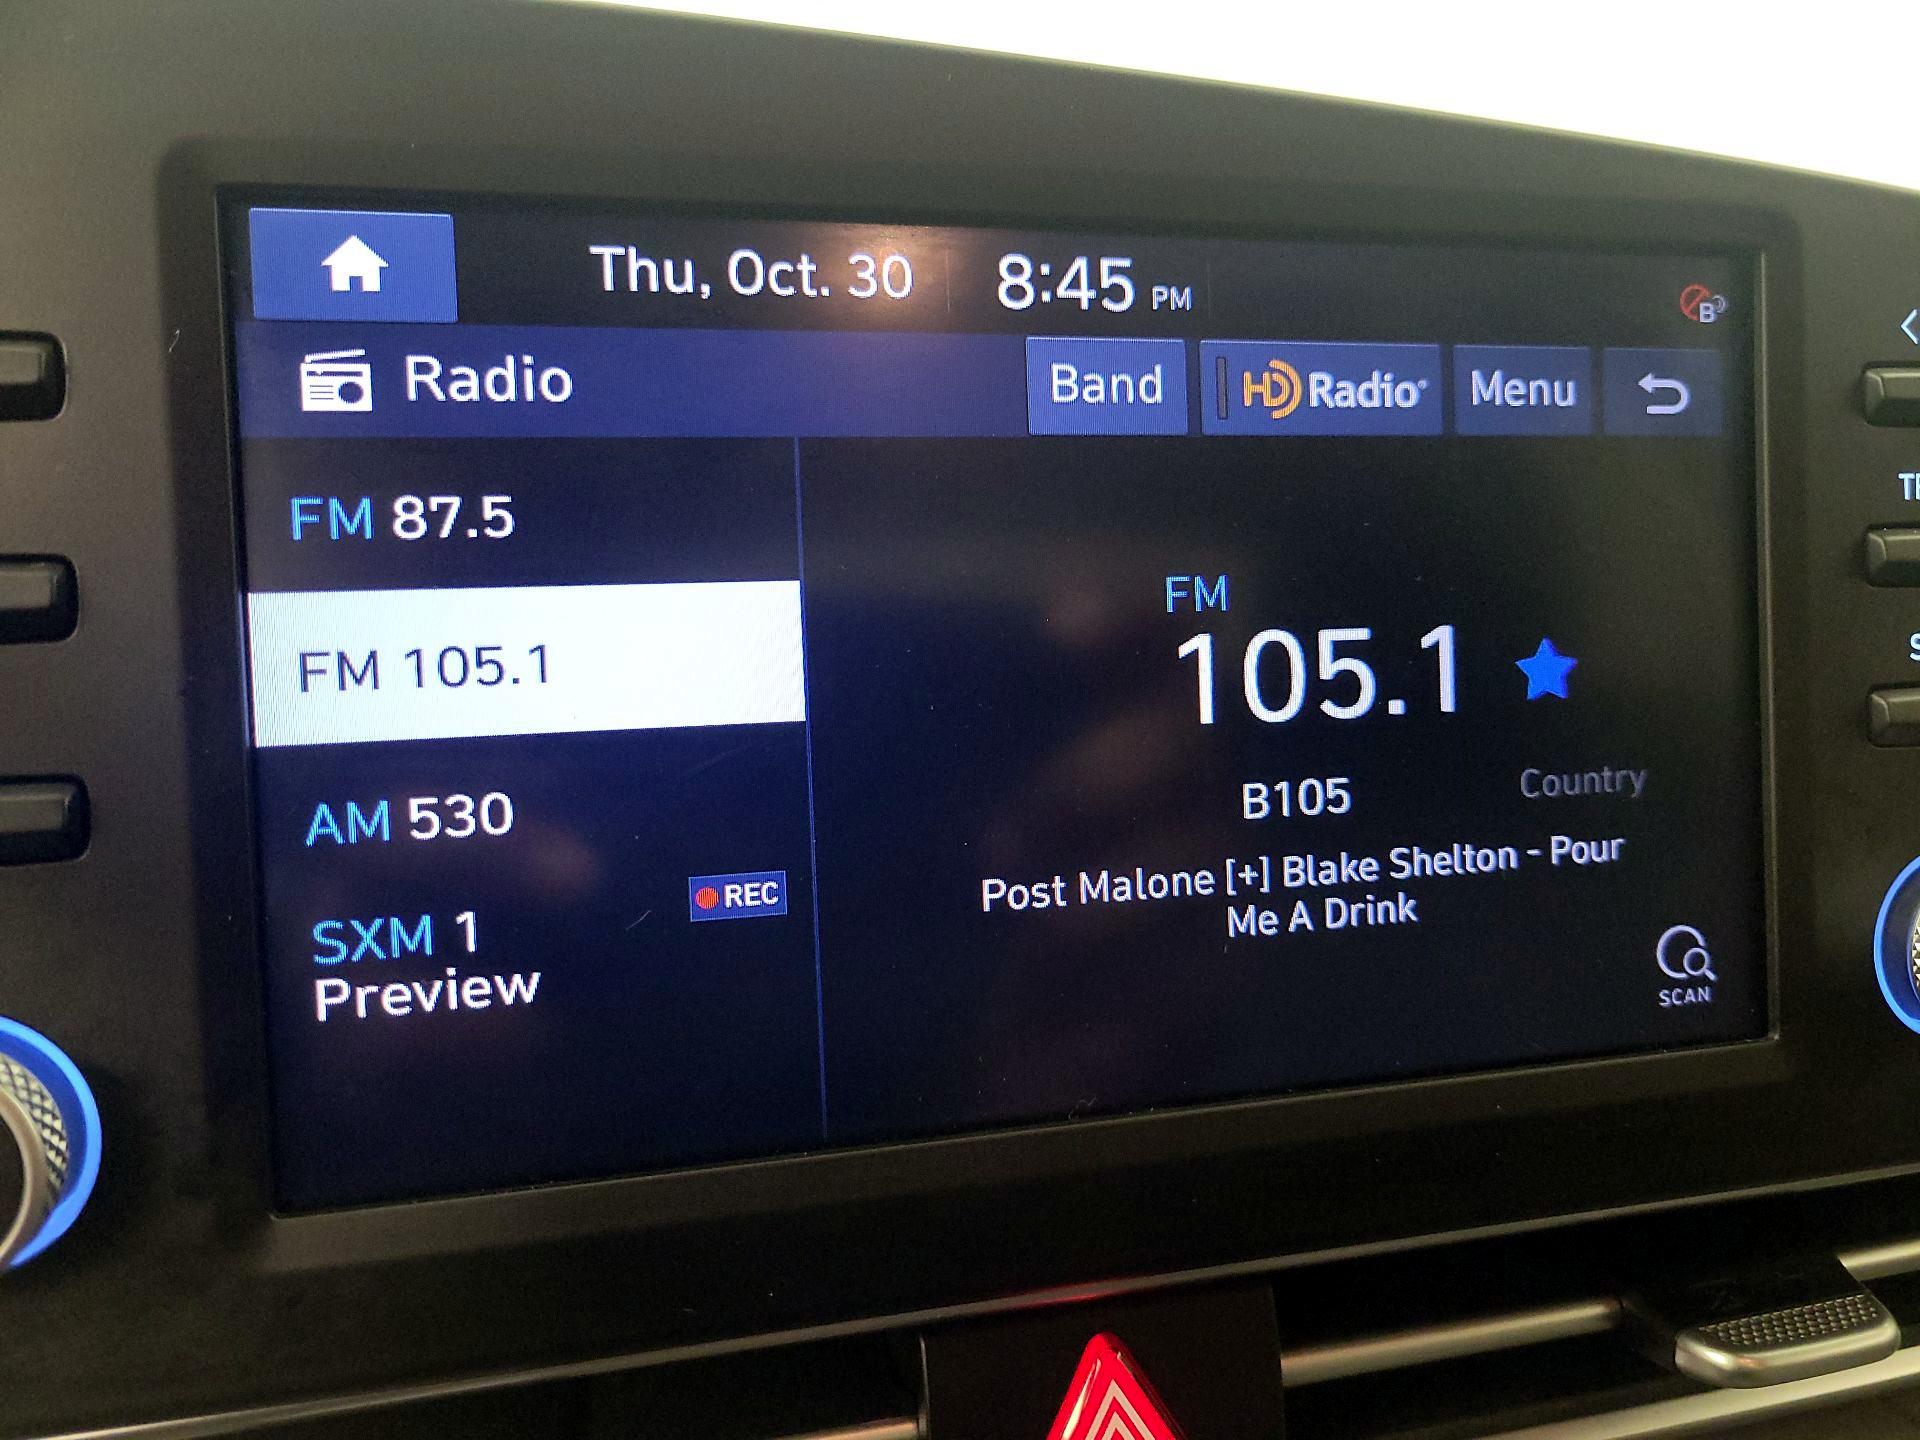 Thu, Oct. 30 8:45 PM
B
Radio Band HD Radio® Menu
FM 87.5
FM 105.1
AM 530
REC
SXM 1
Preview
FM
105.1
B105 Country
Post Malone [+] Blake Shelton - Pour
Me A Drink
SCAN